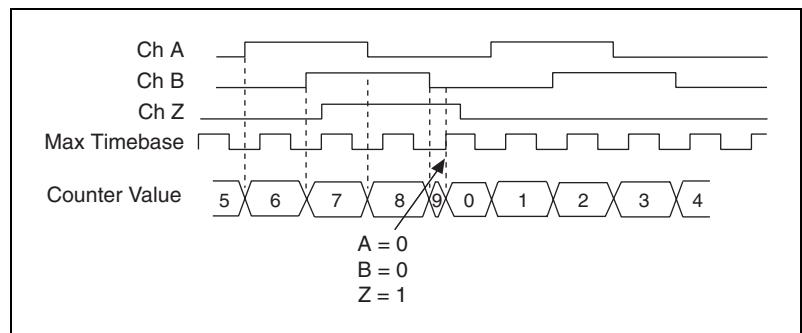 Ch A
Ch B
Ch Z
Max Timebase
Counter Value 5 6 7 8 9 0 1 2 3 4
A = 0
B = 0
Z = 1